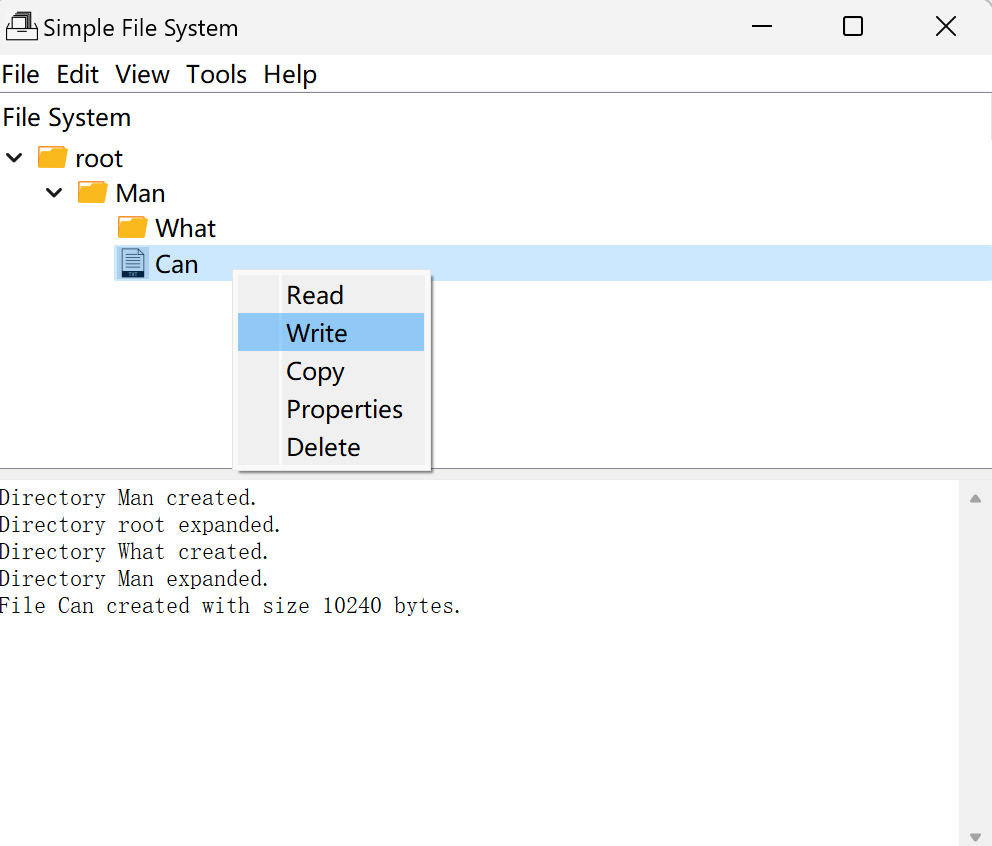 Simple File System
File Edit View Tools Help
File System
root
Man
What
Can
Read
Write
Copy
Properties
Delete
Directory Man created.
Directory root expanded.
Directory What created.
Directory Man expanded.
File Can created with size 10240 bytes.